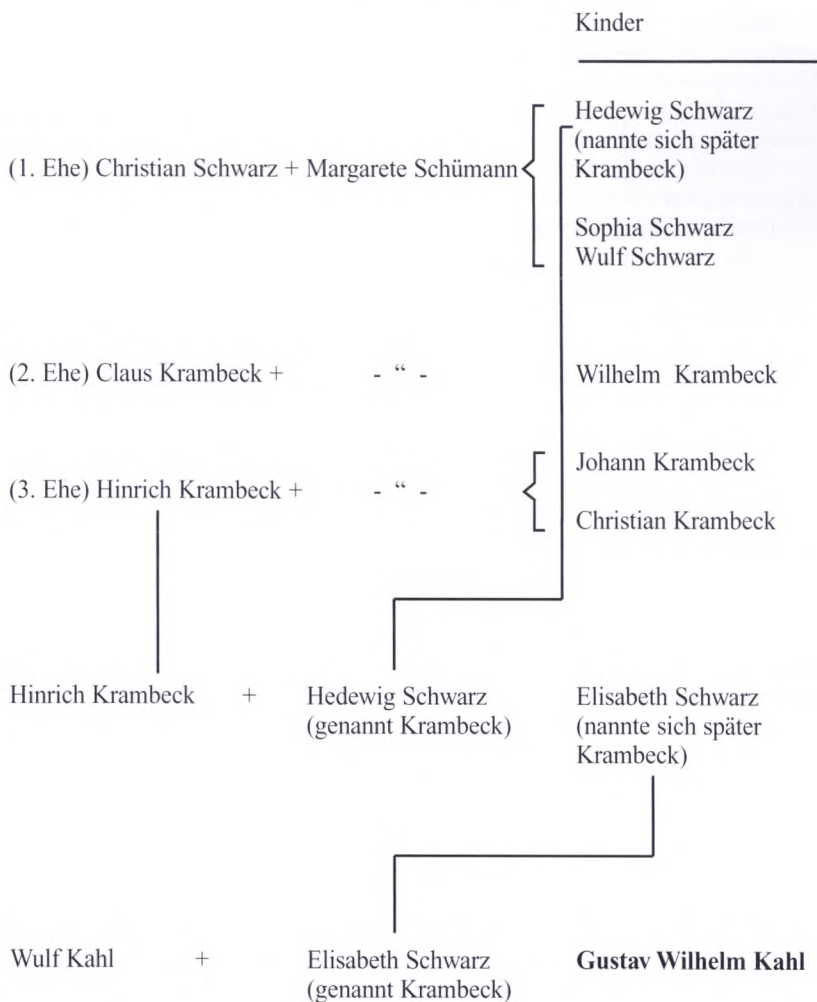 Kinder
Hedewig Schwarz
(nannte sich später
(1. Ehe) Christian Schwarz + Margarete Schümann Krambeck)
Sophia Schwarz
Wulf Schwarz
(2. Ehe) Claus Krambeck + - “ - Wilhelm Krambeck
Johann Krambeck
(3. Ehe) Hinrich Krambeck + - “ -
Christian Krambeck
Hinrich Krambeck + Hedewig Schwarz Elisabeth Schwarz
(genannt Krambeck) (nannte sich später
Krambeck)
Wulf Kahl + Elisabeth Schwarz Gustav Wilhelm Kahl
(genannt Krambeck)